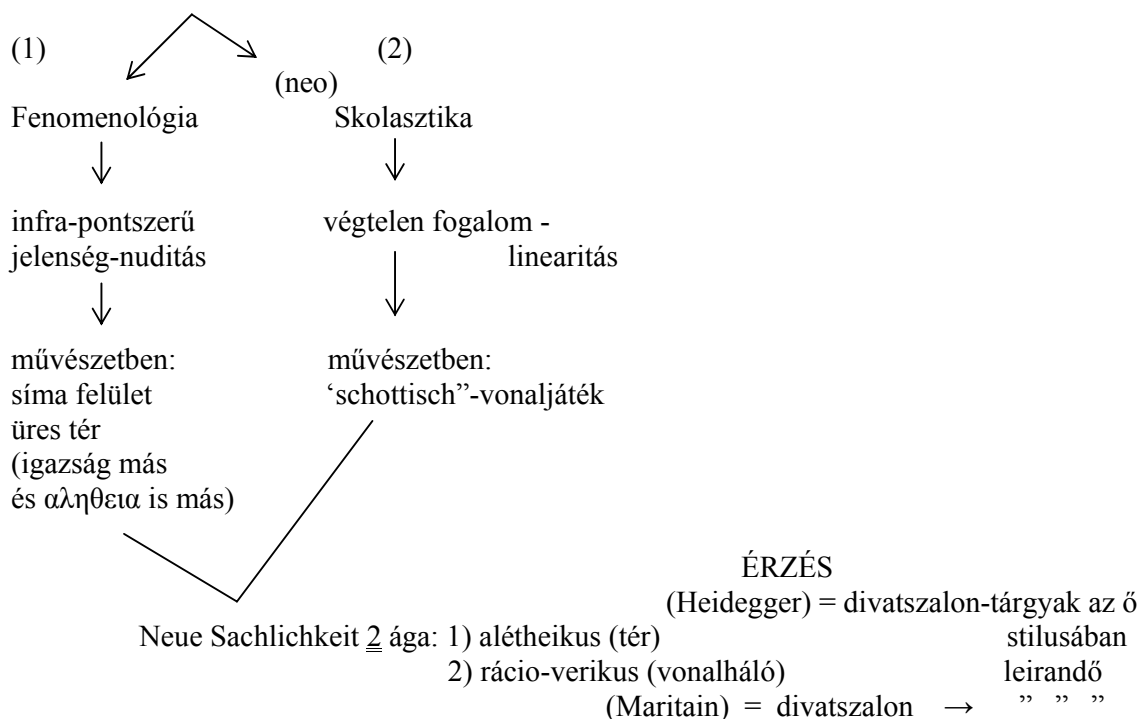 (1) (2)
(neo)
Fenomenológia Skolasztika
infra-pontszerű végtelen fogalom -
jelenség-nuditás linearitás
művészetben: művészetben:
síma felület ‘schottisch”-vonaljáték
üres tér
(igazság más
és αληθεια is más)
ÉRZÉS
(Heidegger) = divatszalon-tárgyak az ő
Neue Sachlichkeit 2 ága: 1) alétheikus (tér) stilusában
2) rácio-verikus (vonalháló) leirandő
(Maritain) = divatszalon → ” ” ”